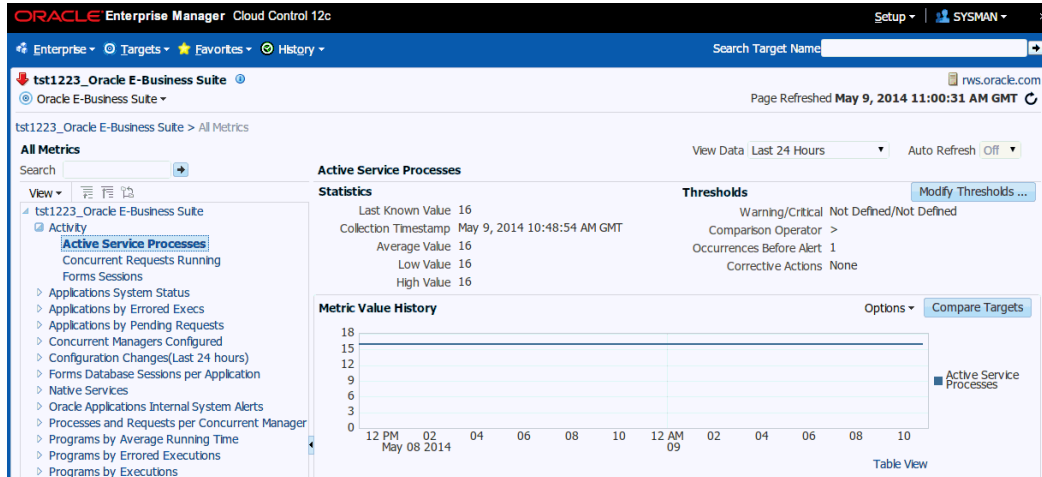 ORACLE Enterprise Manager Cloud Control 12c
Setup SYSMAN
Enterprise Targets Favorites History Search Target Name
tst1223_Oracle E-Business Suite
rws.oracle.com
Oracle E-Business Suite
Page Refreshed May 9, 2014 11:00:31 AM GMT
tst1223_Oracle E-Business Suite > All Metrics
All Metrics
View Data Last 24 Hours Auto Refresh Off
Search
View
tst1223_Oracle E-Business Suite
Activity
Active Service Processes
Concurrent Requests Running
Forms Sessions
Applications System Status
Applications by Errored Execs
Applications by Pending Requests
Concurrent Managers Configured
Configuration Changes(Last 24 hours)
Forms Database Sessions per Application
Native Services
Oracle Applications Internal System Alerts
Processes and Requests per Concurrent Manager
Programs by Average Running Time
Programs by Errored Executions
Programs by Executions
Active Service Processes
Statistics
Last Known Value 16
Collection Timestamp May 9, 2014 10:48:54 AM GMT
Average Value 16
Low Value 16
High Value 16
Thresholds
Modify Thresholds ...
Warning/Critical Not Defined/Not Defined
Comparison Operator >
Occurrences Before Alert 1
Corrective Actions None
Metric Value History
Options Compare Targets
18
15
12
9
6
3
0
12 PM 02 04 06 08 10 12 AM 02 04 06 08 10
May 08 2014 09
Active Service
Processes
Table View